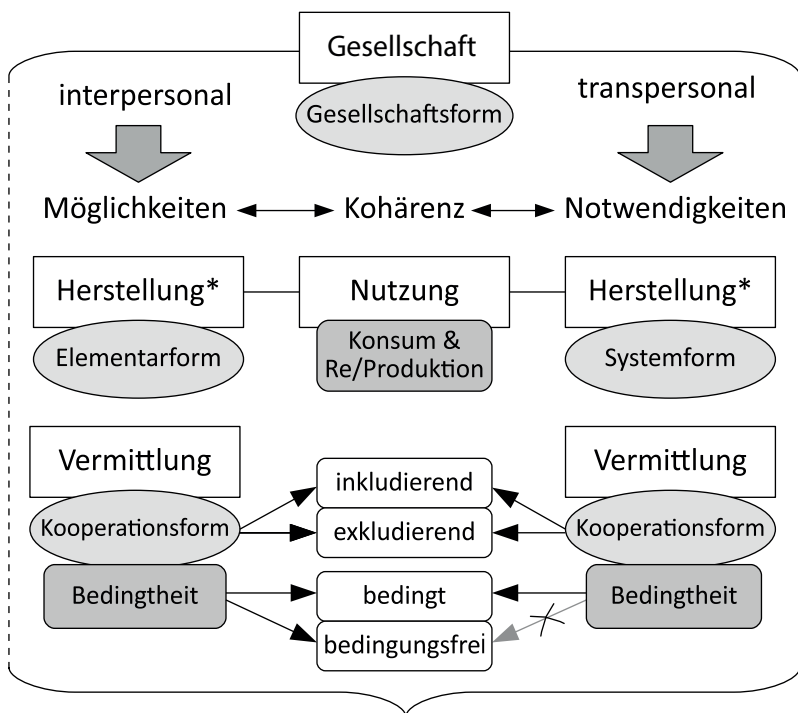 Gesellschaft
interpersonal
Gesellschaftsform
transpersonal
Möglichkeiten
Kohärenz
Notwendigkeiten
Herstellung*
Nutzung
Herstellung*
Elementarform
Konsum &
Re/Produktion
Systemform
Vermittlung
Vermittlung
inkludierend
Kooperationsform
exkludierend
Kooperationsform
Bedingtheit
bedingt
Bedingtheit
bedingungsfrei